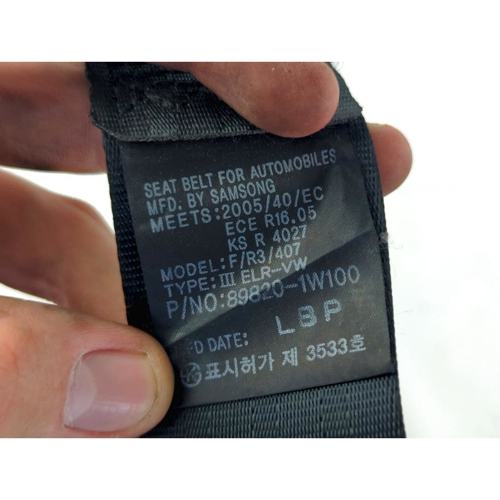 SEAT BELT FOR AUTOMOBILES
MFD. BY SAMSONG
MEETS:2005/40/EC
ECE R16.05
KS R 4027
MODEL: F/R3/407
TYPE: III ELR-VW
P/NO:89820-1W100
FD DATE: LBP
표시허가 제 3533호